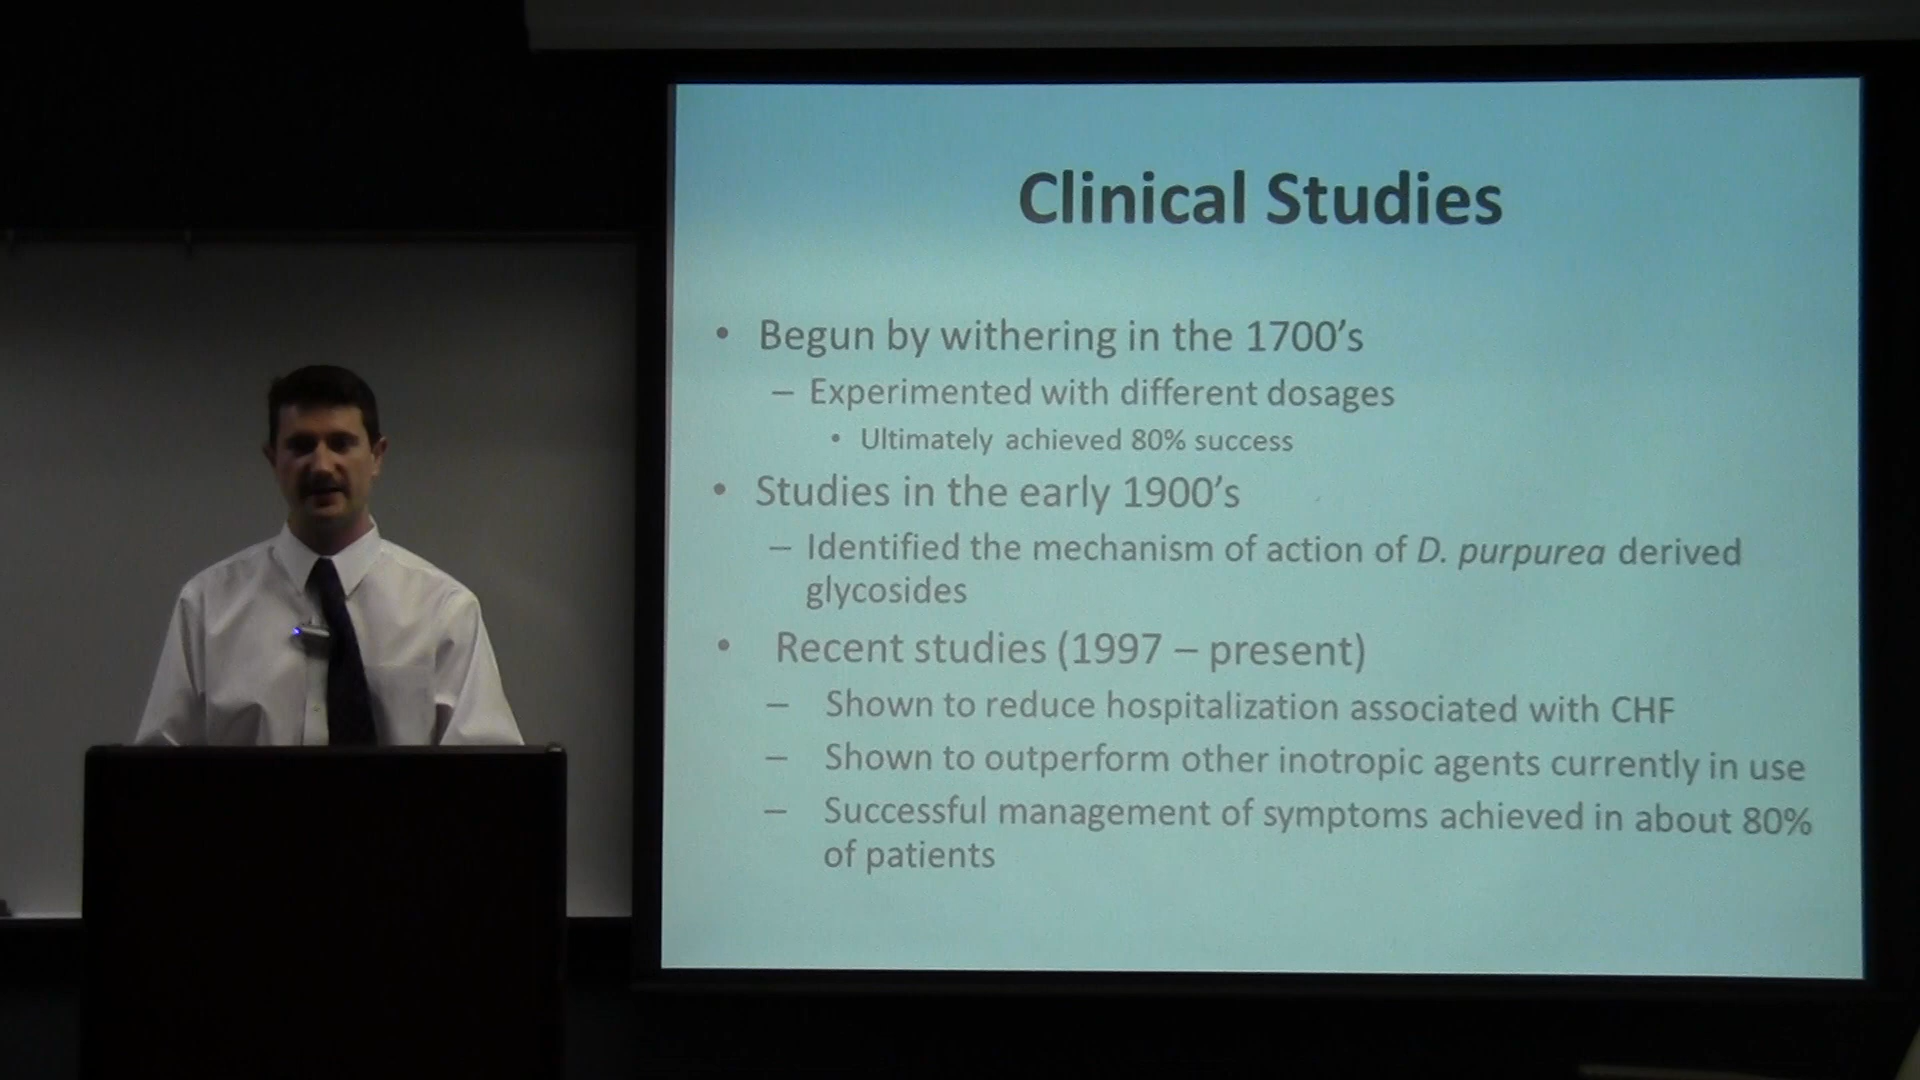 Clinical Studies
• Begun by withering in the 1700's
– Experimented with different dosages
• Ultimately achieved 80% success
• Studies in the early 1900's
– Identified the mechanism of action of D. purpurea derived
glycosides
• Recent studies (1997 – present)
– Shown to reduce hospitalization associated with CHF
– Shown to outperform other inotropic agents currently in use
– Successful management of symptoms achieved in about 80%
of patients